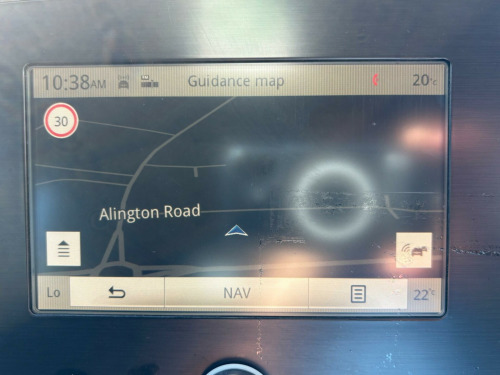 10:38AM Guidance map 20°C
30
Alington Road
Lo NAV 22°C